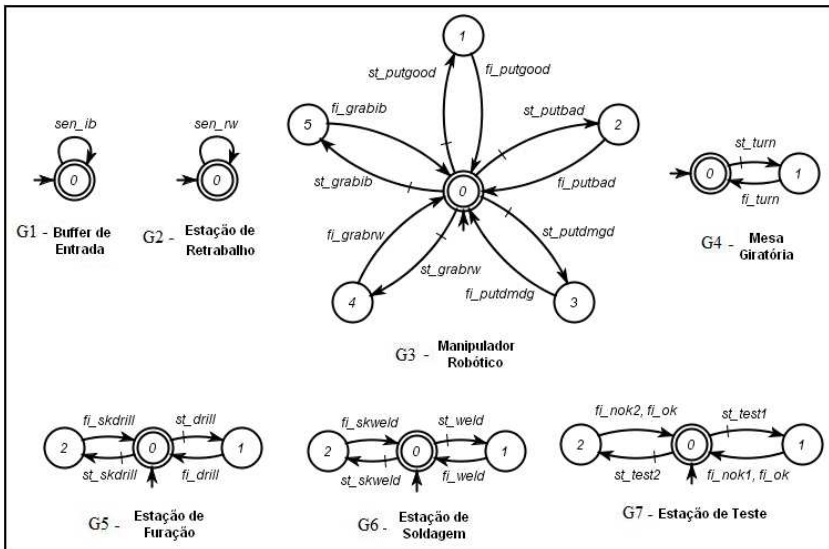 1
st_putgood
fi_putgood
sen_ib
sen_rw
fi_grabib
st_putbad
5
2
st_turn
0
0
st_grabib
0
fi_putbad
0
1
fi_turn
G1 - Buffer de Entrada
G2 - Estação de Retrabalho
fi_grabrw
st_putdmgd
G4 - Mesa Giratória
st_grabrw
fi_putdmdg
4
3
G3 - Manipulador Robótico
fi_skdrill
st_drill
2
0
1
st_skdrill
fi_drill
G5 - Estação de Furação
fi_skweld
st_weld
2
0
1
st_skweld
fi_weld
G6 - Estação de Soldagem
fi_nok2, fi_ok
st_test1
2
0
1
st_test2
fi_nok1, fi_ok
G7 - Estação de Teste